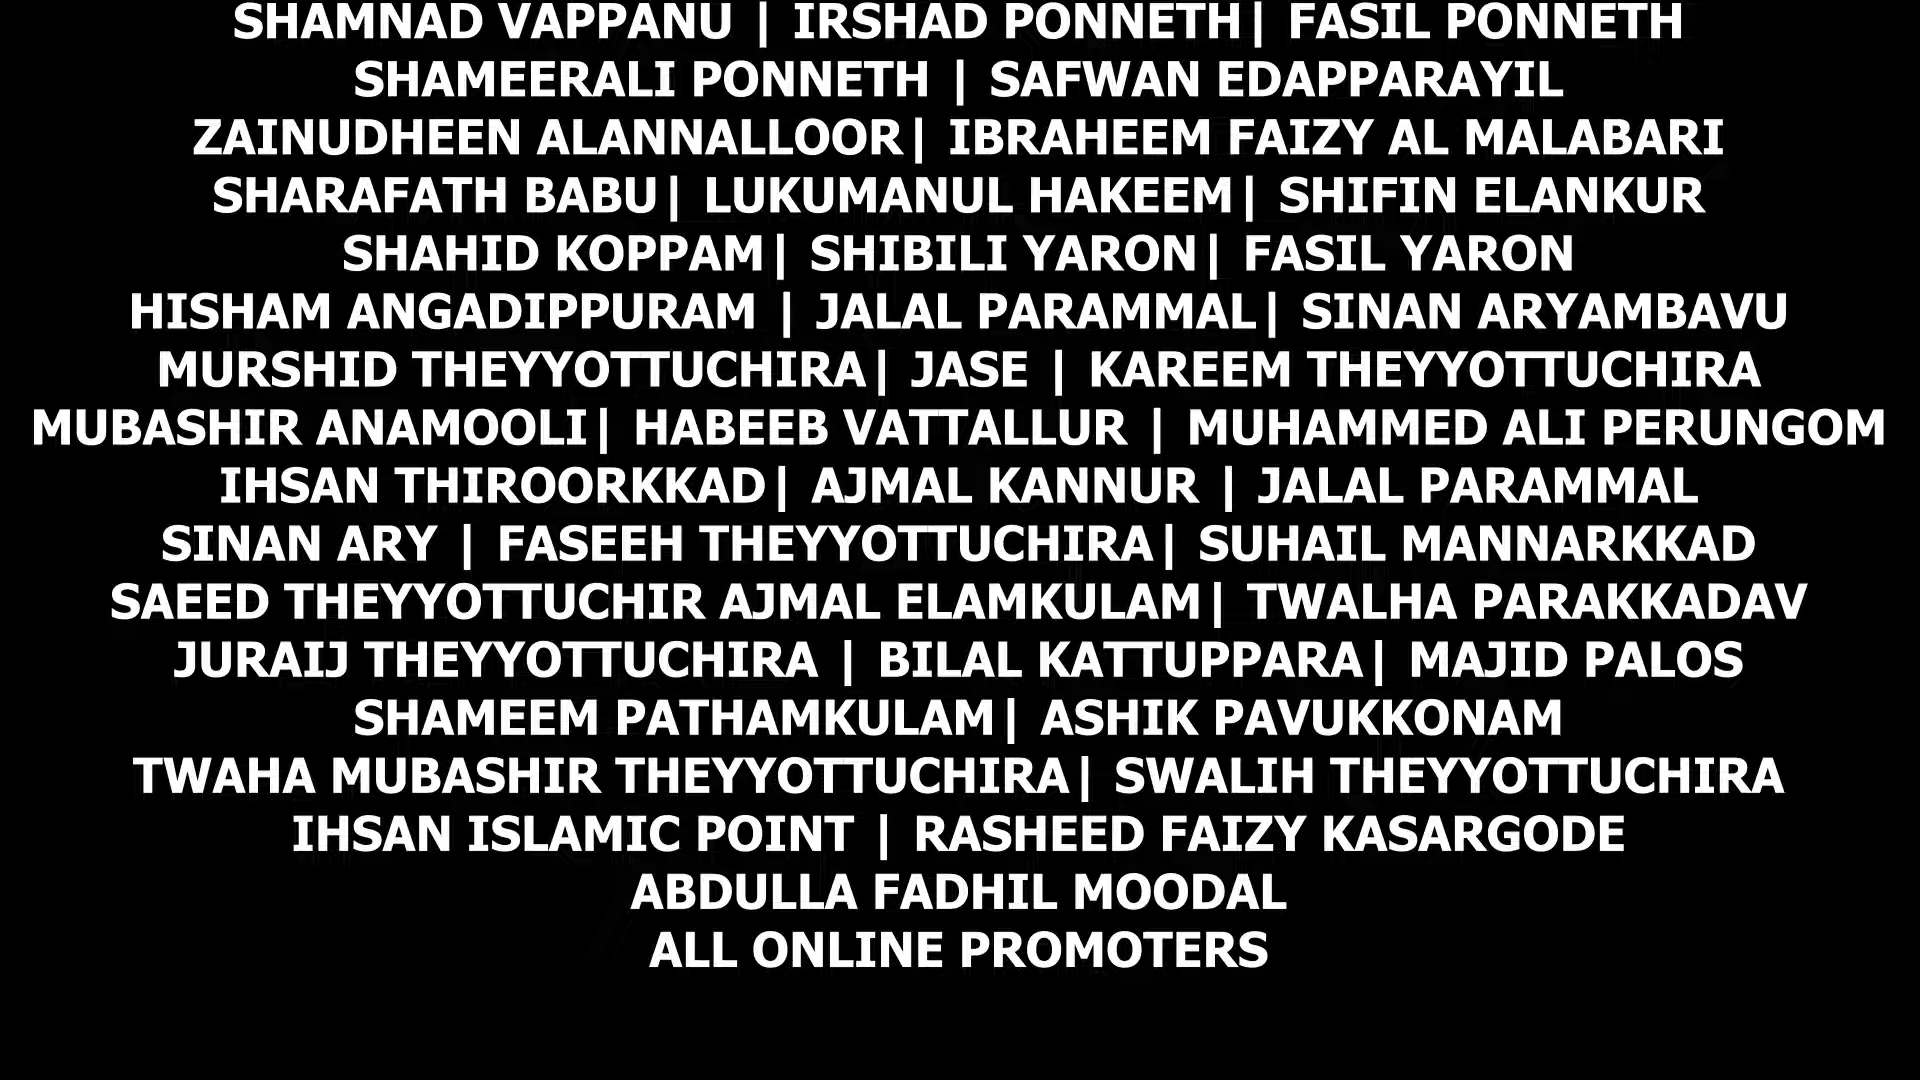 SHAMNAD VAPPANU | IRSHAD PONNETH| FASIL PONNETH
SHAMEERALI PONNETH | SAFWAN EDAPPARAYIL
ZAINUDHEEN ALANNALLOOR| IBRAHEEM FAIZY AL MALABARI
SHARAFATH BABU| LUKUMANUL HAKEEM| SHIFIN ELANKUR
SHAHID KOPPAM| SHIBILI YARON| FASIL YARON
HISHAM ANGADIPPURAM | JALAL PARAMMAL| SINAN ARYAMBAVU
MURSHID THEYYOTTUCHIRA| JASE | KAREEM THEYYOTTUCHIRA
MUBASHIR ANAMOOLI| HABEEB VATTALLUR | MUHAMMED ALI PERUNGOM
IHSAN THIROORKKAD| AJMAL KANNUR | JALAL PARAMMAL
SINAN ARY | FASEEH THEYYOTTUCHIRA| SUHAIL MANNARKKAD
SAEED THEYYOTTUCHIR AJMAL ELAMKULAM| TWALHA PARAKKADAV
JURAIJ THEYYOTTUCHIRA | BILAL KATTUPPARA| MAJID PALOS
SHAMEEM PATHAMKULAM| ASHIK PAVUKKONAM
TWAHA MUBASHIR THEYYOTTUCHIRA| SWALIH THEYYOTTUCHIRA
IHSAN ISLAMIC POINT | RASHEED FAIZY KASARGODE
ABDULLA FADHIL MOODAL
ALL ONLINE PROMOTERS